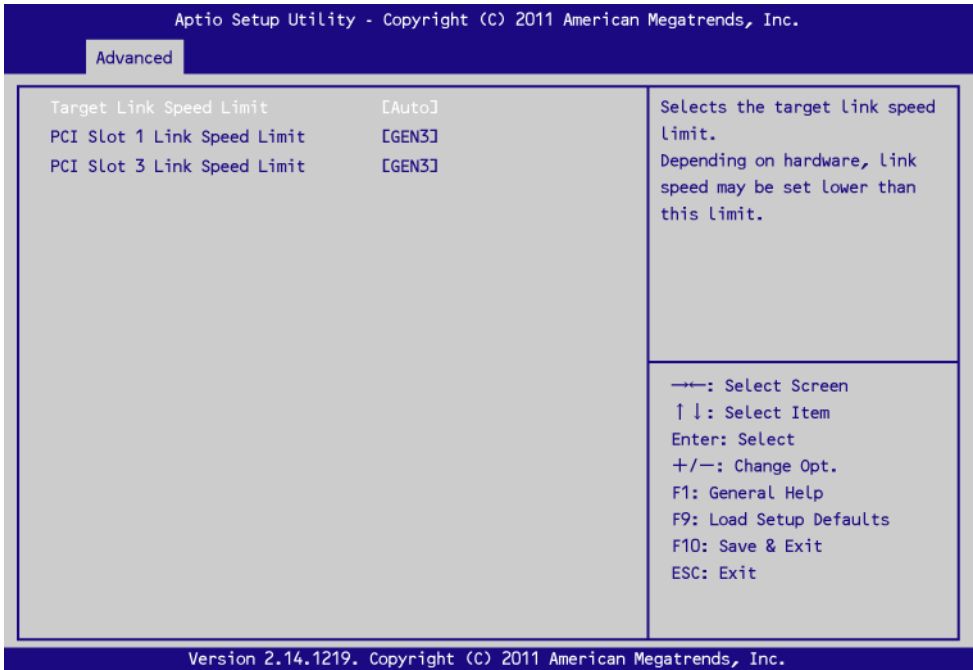 Aptio Setup Utility - Copyright (C) 2011 American Megatrends, Inc.
Advanced
Target Link Speed Limit [Auto]
PCI Slot 1 Link Speed Limit [GEN3]
PCI Slot 3 Link Speed Limit [GEN3]
Selects the target link speed
limit.
Depending on hardware, link
speed may be set lower than
this limit.
→←: Select Screen
↑↓: Select Item
Enter: Select
+/−: Change Opt.
F1: General Help
F9: Load Setup Defaults
F10: Save & Exit
ESC: Exit
Version 2.14.1219. Copyright (C) 2011 American Megatrends, Inc.